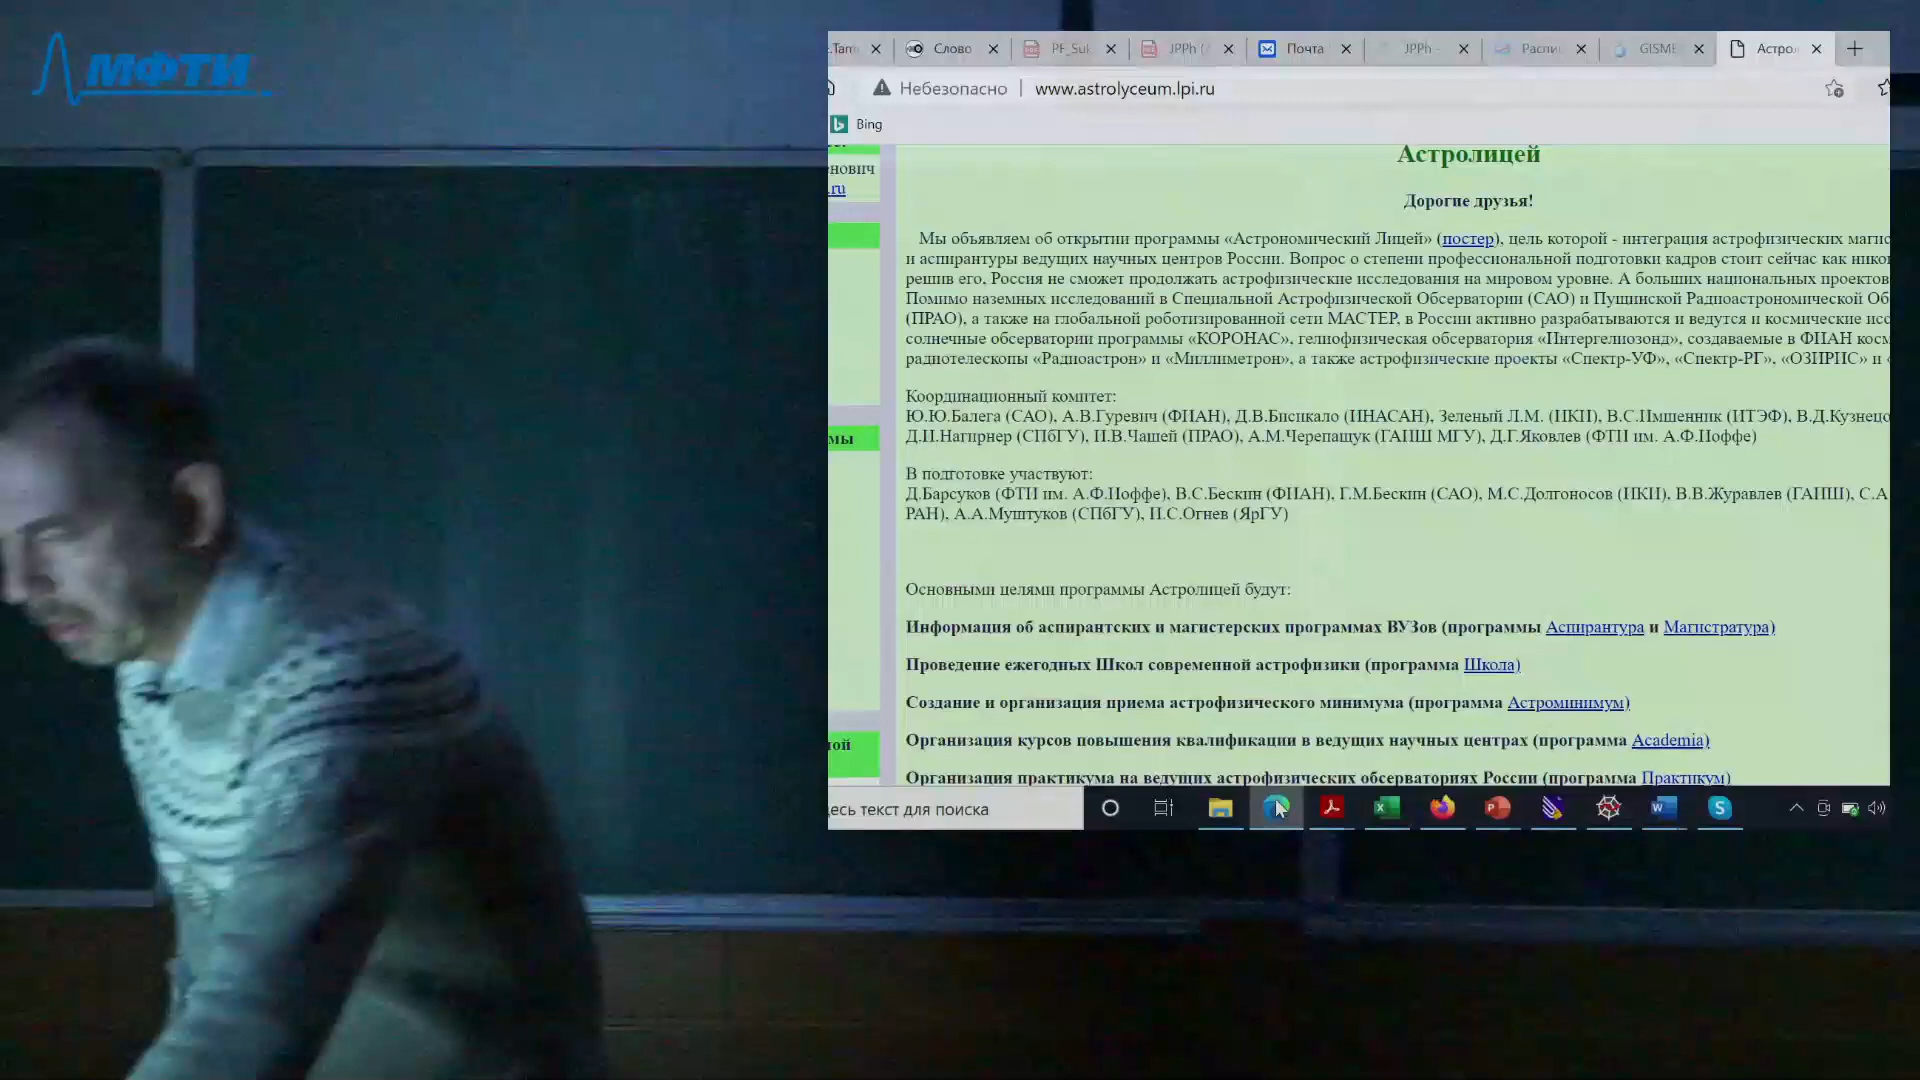 МФТИ
Слово
PF_Suk
JPPh (
Почта
JPPh -
Распи
GISME
Астро
Небезопасно
www.astrolyceum.lpi.ru
Bing
Астролицей
енович
.ru
Дорогие друзья!
Мы объявляем об открытии программы «Астрономический Лицей» (постер), цель которой - интеграция астрофизических магис
и аспирантуры ведущих научных центров России. Вопрос о степени профессиональной подготовки кадров стоит сейчас как нико
решив его, Россия не сможет продолжать астрофизические исследования на мировом уровне. А больших национальных проектов
Помимо наземных исследований в Специальной Астрофизической Обсерватории (САО) и Пущинской Радиоастрономической Об
(ПРАО), а также на глобальной роботизированной сети МАСТЕР, в России активно разрабатываются и ведутся и космические исс
солнечные обсерватории программы «КОРОНАС», гелиофизическая обсерватория «Интергелиозонд», создаваемые в ФИАН косм
радиотелескопы «Радиоастрон» и «Миллиметрон», а также астрофизические проекты «Спектр-УФ», «Спектр-РГ», «ОЗИРИС» и «
Координационный комитет:
Ю.Ю.Балега (САО), А.В.Гуревич (ФИАН), Д.В.Бисикало (ИНАСАН), Зеленый Л.М. (ИКИ), В.С.Имшенник (ИТЭФ), В.Д.Кузнецо
мы
Д.И.Нагирнер (СПбГУ), И.В.Чашей (ПРАО), А.М.Черепащук (ГАИШ МГУ), Д.Г.Яковлев (ФТИ им. А.Ф.Иоффе)
В подготовке участвуют:
Д.Барсуков (ФТИ им. А.Ф.Иоффе), В.С.Бескин (ФИАН), Г.М.Бескин (САО), М.С.Долгоносов (ИКИ), В.В.Журавлев (ГАИШ), С.А
РАН), А.А.Муштуков (СПбГУ), И.С.Огнев (ЯрГУ)
Основными целями программы Астролицей будут:
Информация об аспирантских и магистерских программах ВУЗов (программы Аспирантура и Магистратура)
Проведение ежегодных Школ современной астрофизики (программа Школа)
Создание и организация приема астрофизического минимума (программа Астроминимум)
Организация курсов повышения квалификации в ведущих научных центрах (программа Academia)
ной
Организация практикума на ведущих астрофизических обсерваториях России (программа Практикум)
десь текст для поиска